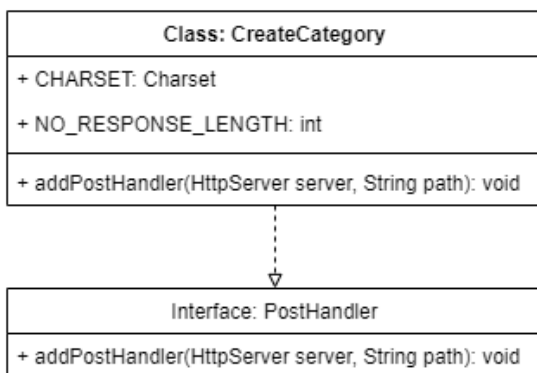 Class: CreateCategory
+ CHARSET: Charset
+ NO_RESPONSE_LENGTH: int
+ addPostHandler(HttpServer server, String path): void
Interface: PostHandler
+ addPostHandler(HttpServer server, String path): void